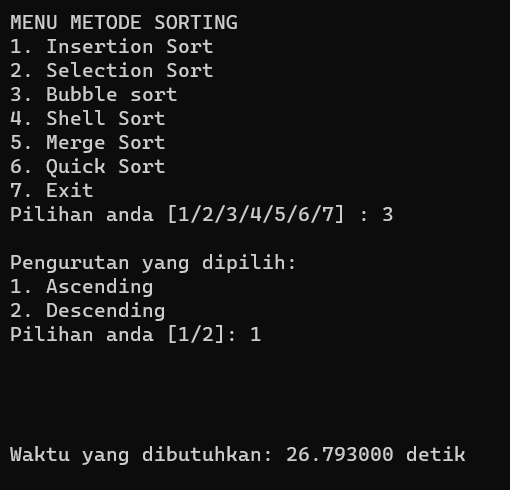 MENU METODE SORTING
1. Insertion Sort
2. Selection Sort
3. Bubble sort
4. Shell Sort
5. Merge Sort
6. Quick Sort
7. Exit
Pilihan anda [1/2/3/4/5/6/7] : 3
Pengurutan yang dipilih:
1. Ascending
2. Descending
Pilihan anda [1/2]: 1
Waktu yang dibutuhkan: 26.793000 detik